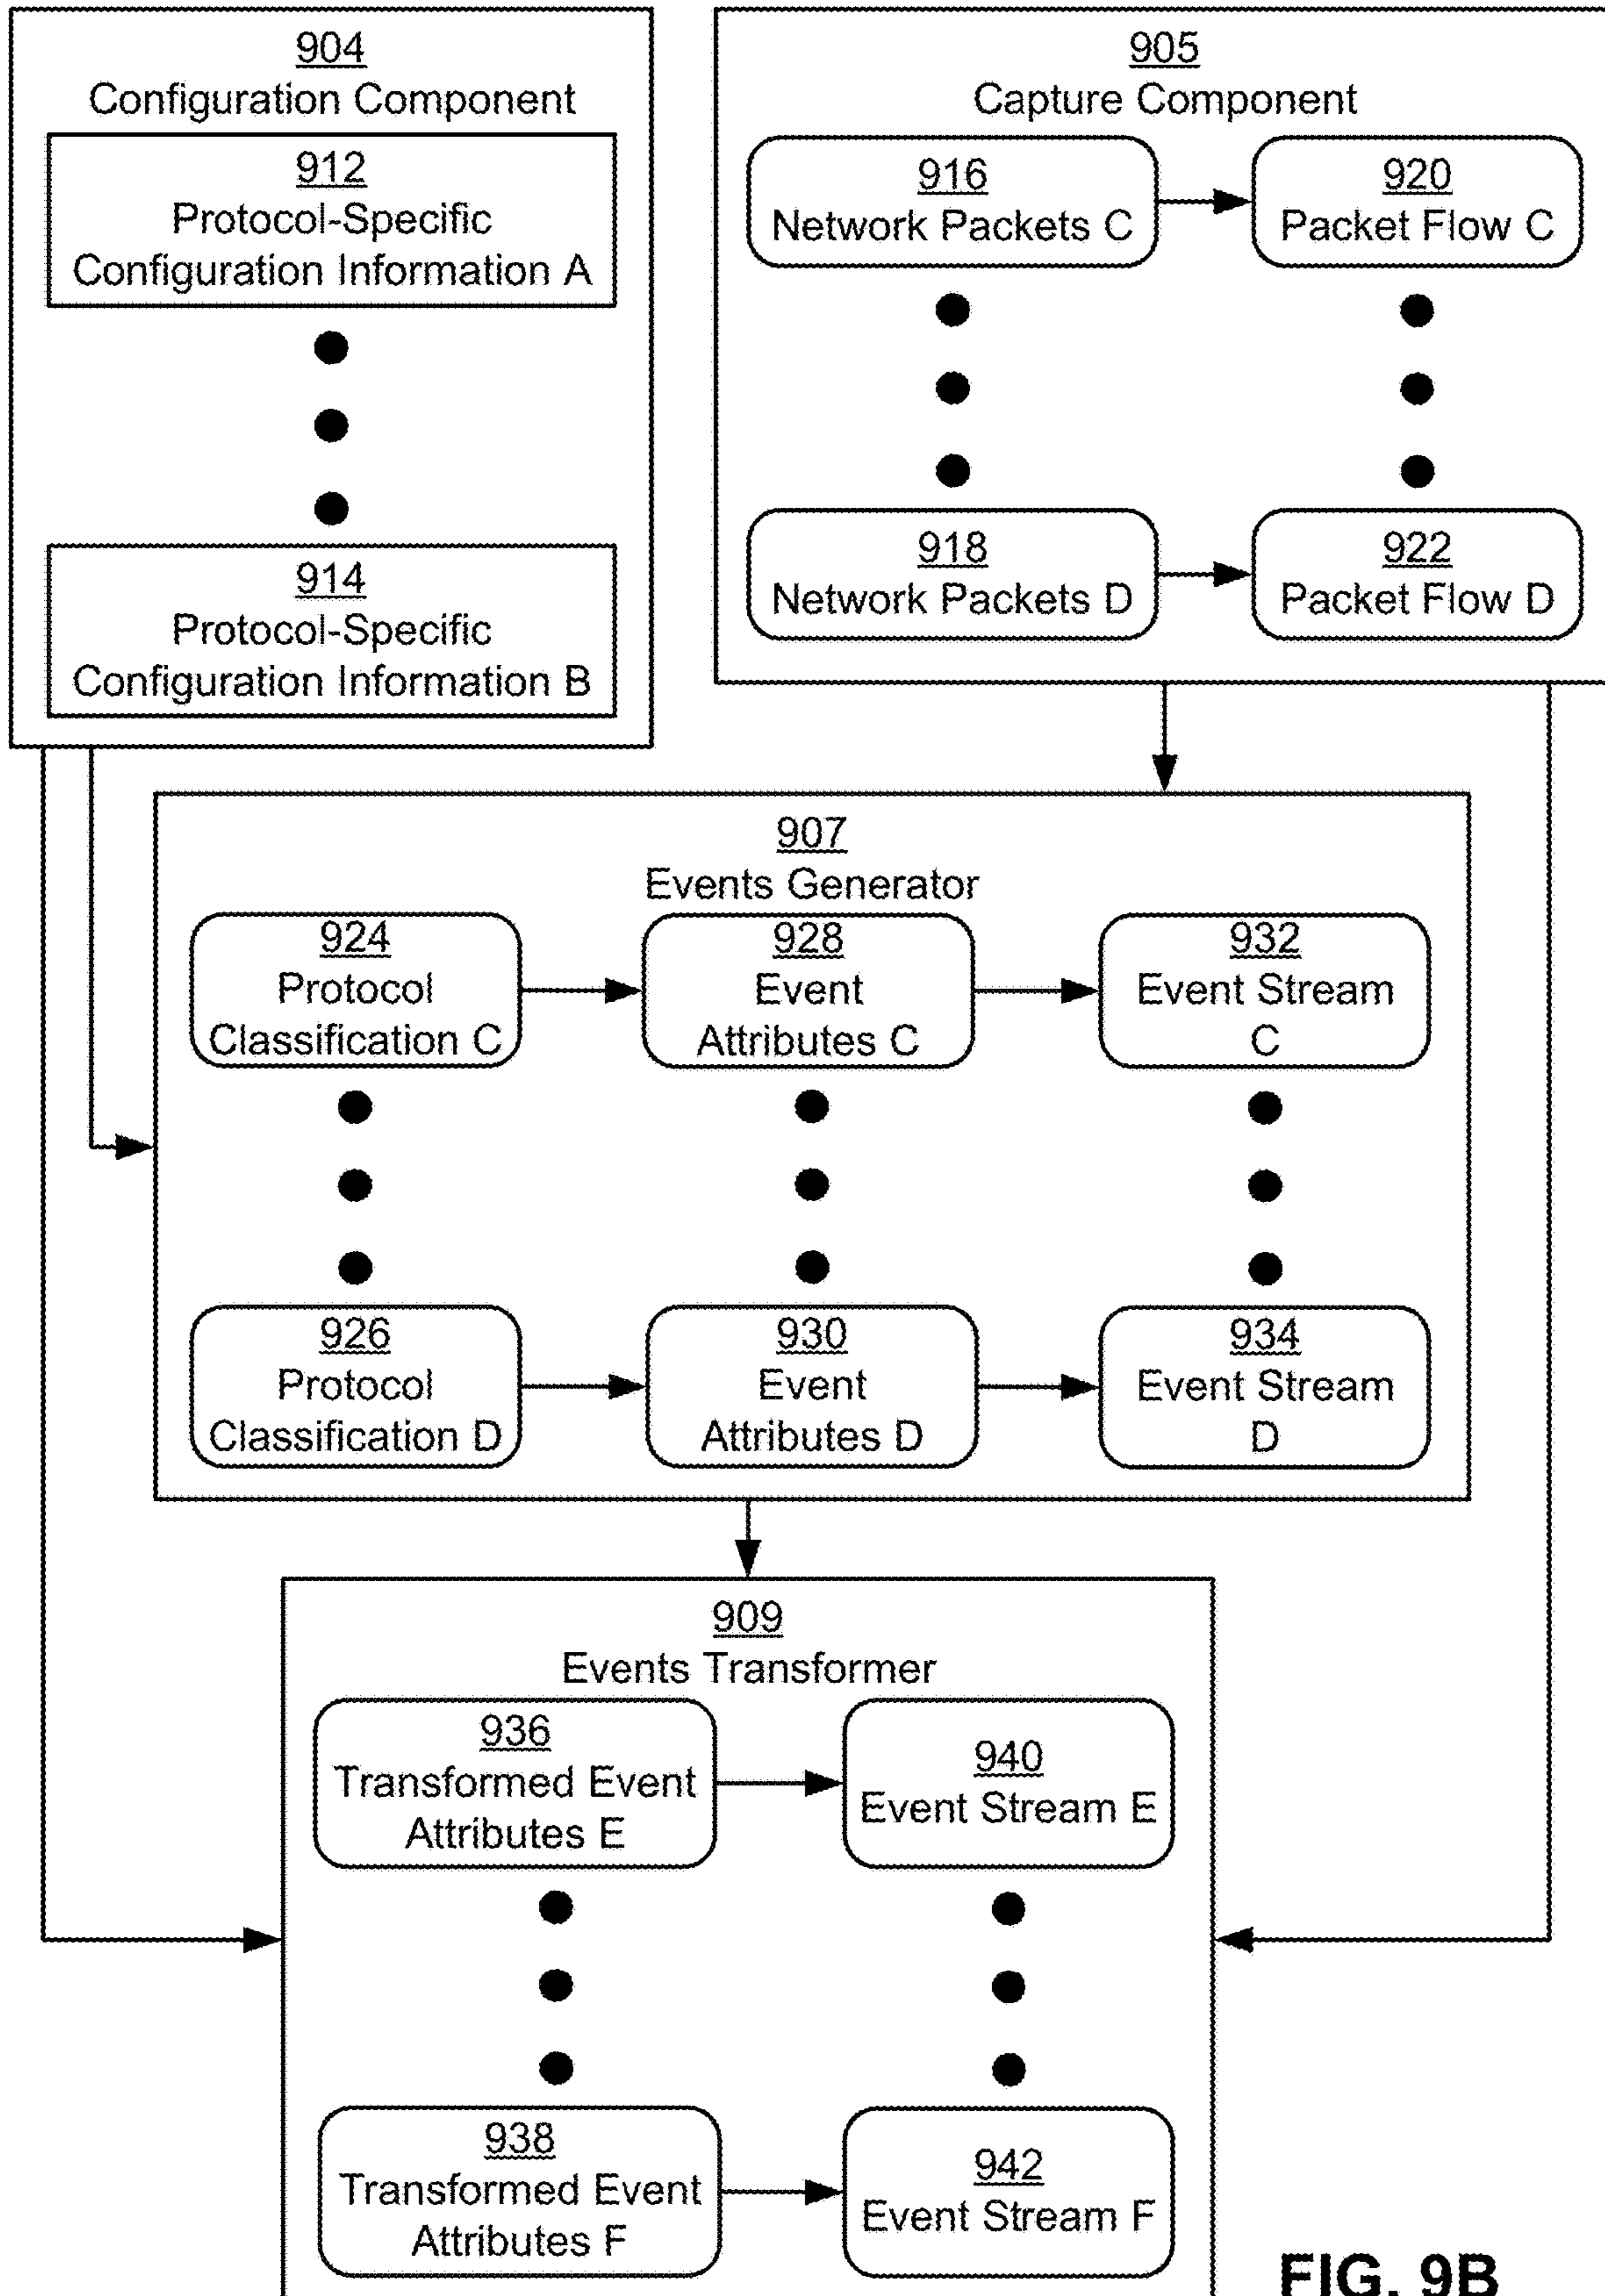 904
Configuration Component
912
Protocol-Specific
Configuration Information A
914
Protocol-Specific
Configuration Information B
905
Capture Component
916
Network Packets C
920
Packet Flow C
918
Network Packets D
922
Packet Flow D
907
Events Generator
924
Protocol
Classification C
928
Event
Attributes C
932
Event Stream
C
926
Protocol
Classification D
930
Event
Attributes D
934
Event Stream
D
909
Events Transformer
936
Transformed Event
Attributes E
940
Event Stream E
938
Transformed Event
Attributes F
942
Event Stream F
FIG. 9B